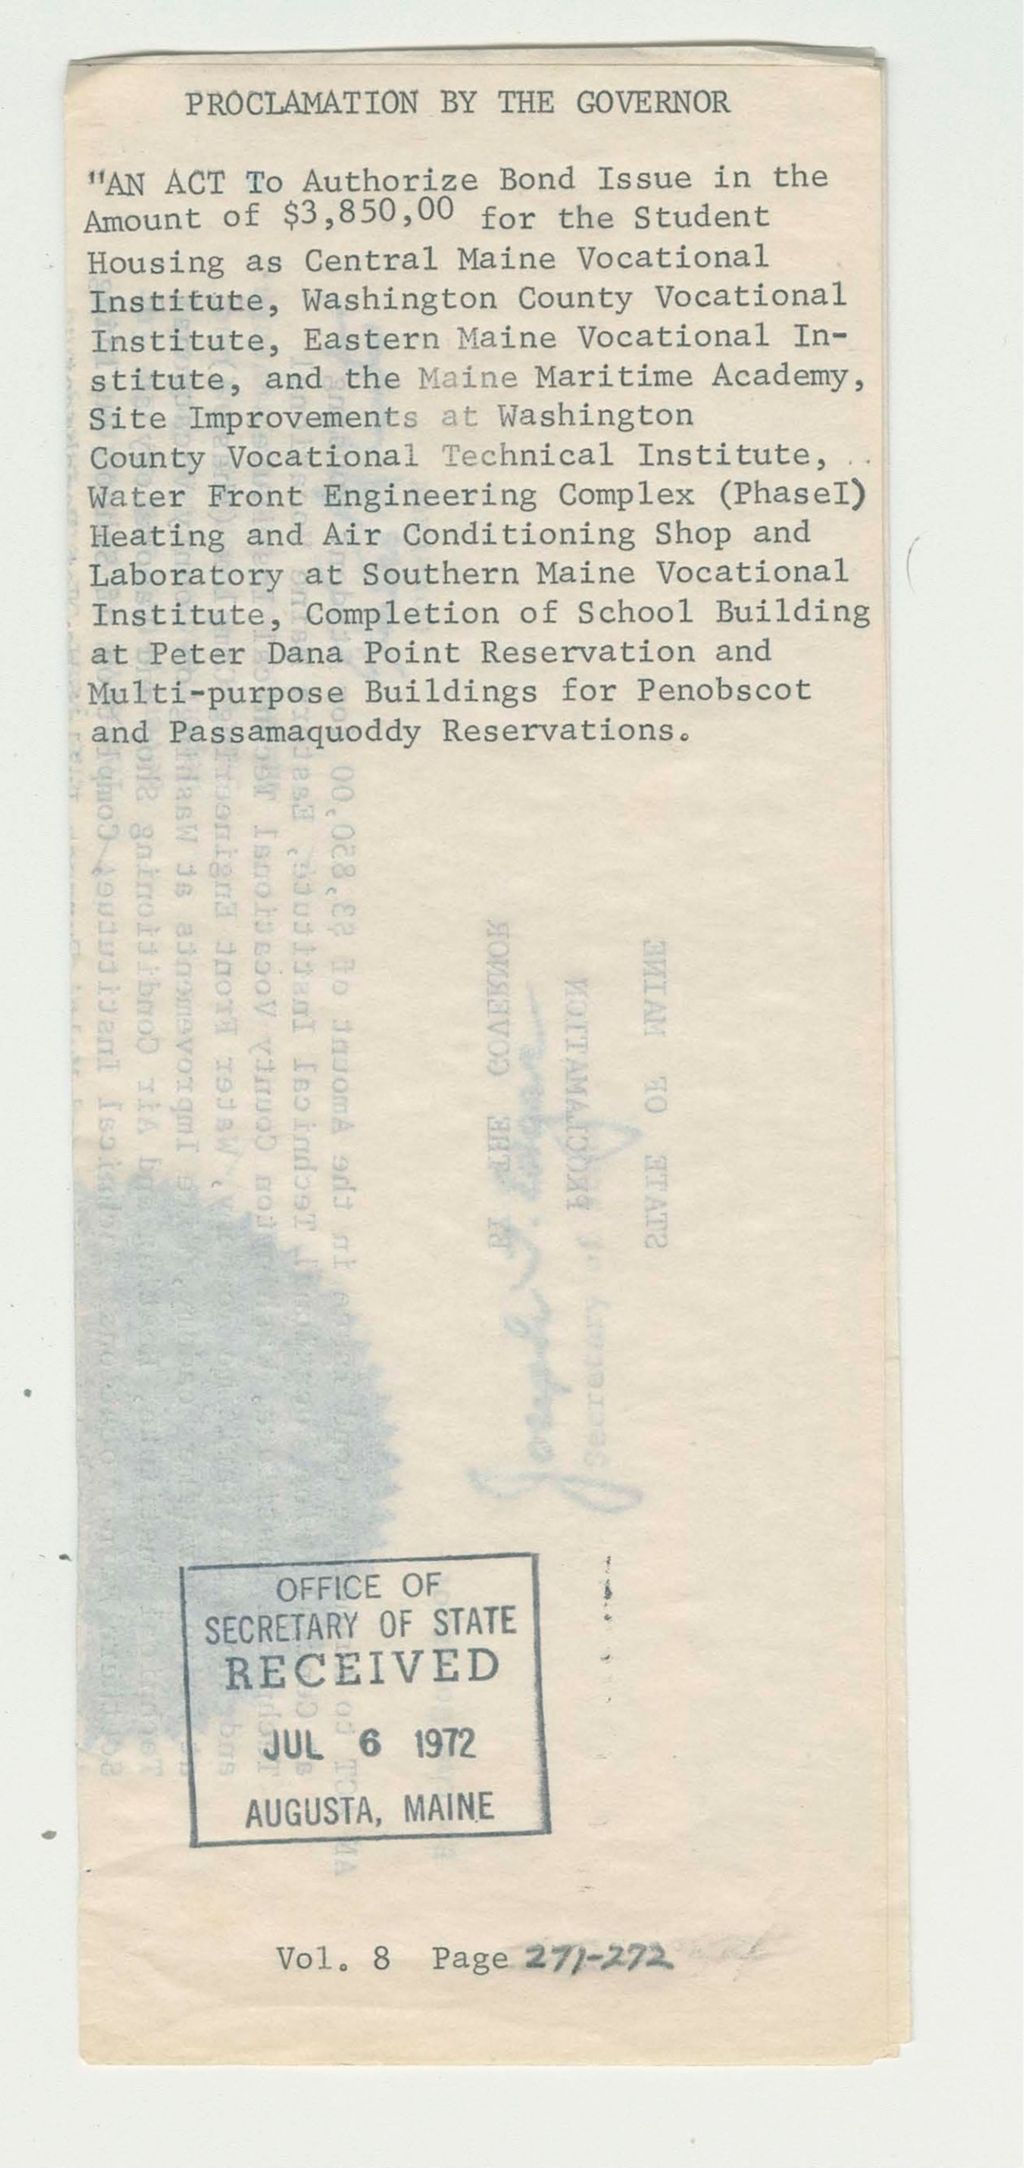 PROCLAMATION BY THE GOVERNOR
"AN ACT To Authorize Bond Issue in the
Amount of $3,850,00 for the Student
Housing as Central Maine Vocational
Institute, Washington County Vocational
Institute, Eastern Maine Vocational In-
stitute, and the Maine Maritime Academy,
Site Improvements at Washington
County Vocational Technical Institute, ..
Water Front Engineering Complex (PhaseI)
Heating and Air Conditioning Shop and
Laboratory at Southern Maine Vocational
Institute, Completion of School Building
at Peter Dana Point Reservation and
Multi-purpose Buildings for Penobscot
and Passamaquoddy Reservations.
OFFICE OF
SECRETARY OF STATE
RECEIVED
JUL 6 1972
AUGUSTA, MAINE
Vol. 8 Page 271-272